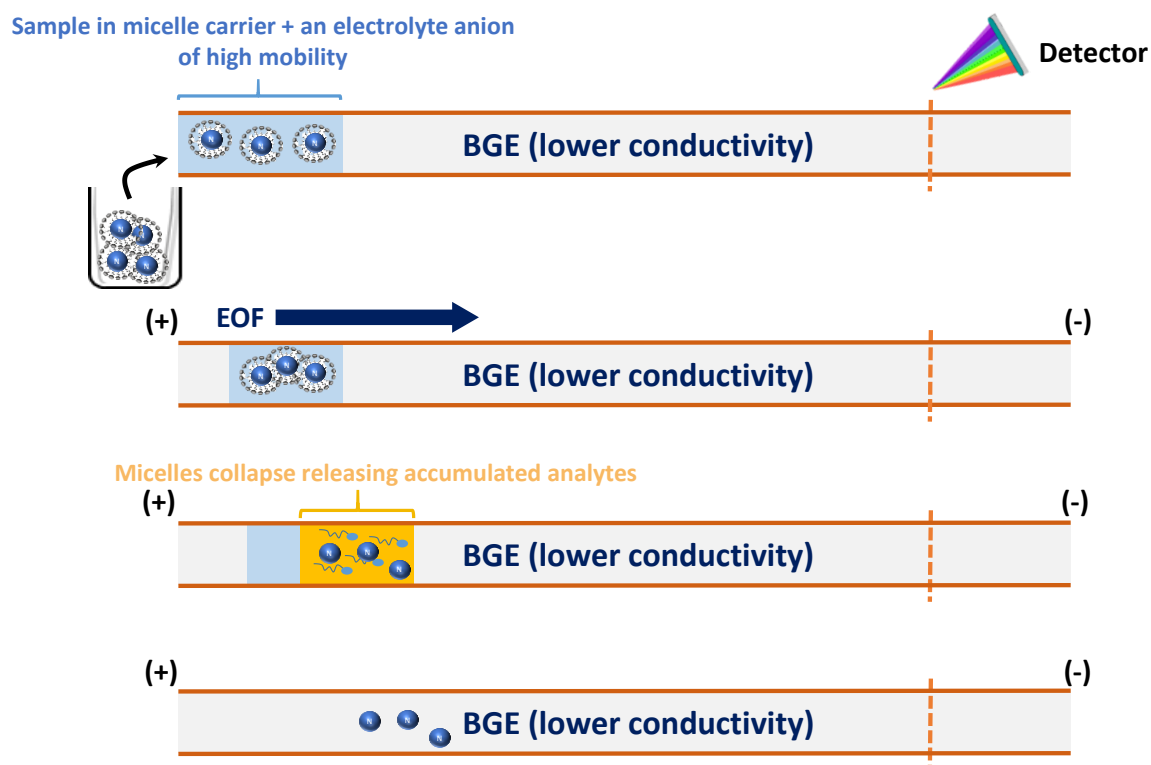 Sample in micelle carrier + an electrolyte anion
of high mobility
Detector
N N N
BGE (lower conductivity)
N N
N N
(+) EOF (-)
N N N
BGE (lower conductivity)
Micelles collapse releasing accumulated analytes
(+) (-)
N N N
BGE (lower conductivity)
(+) (-)
N N N
BGE (lower conductivity)